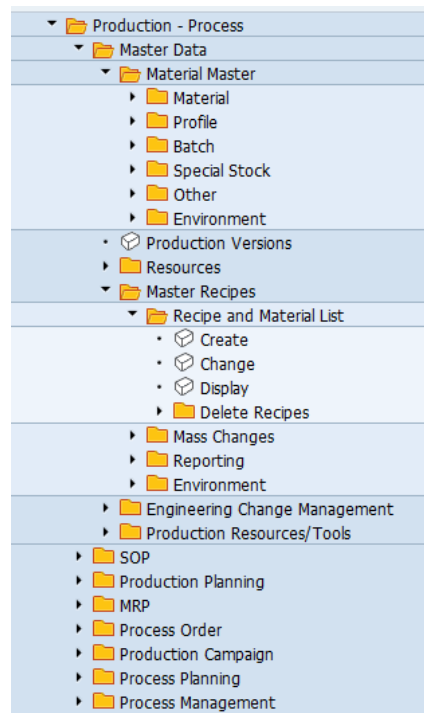 Production - Process
Master Data
Material Master
Material
Profile
Batch
Special Stock
Other
Environment
Production Versions
Resources
Master Recipes
Recipe and Material List
Create
Change
Display
Delete Recipes
Mass Changes
Reporting
Environment
Engineering Change Management
Production Resources/Tools
SOP
Production Planning
MRP
Process Order
Production Campaign
Process Planning
Process Management